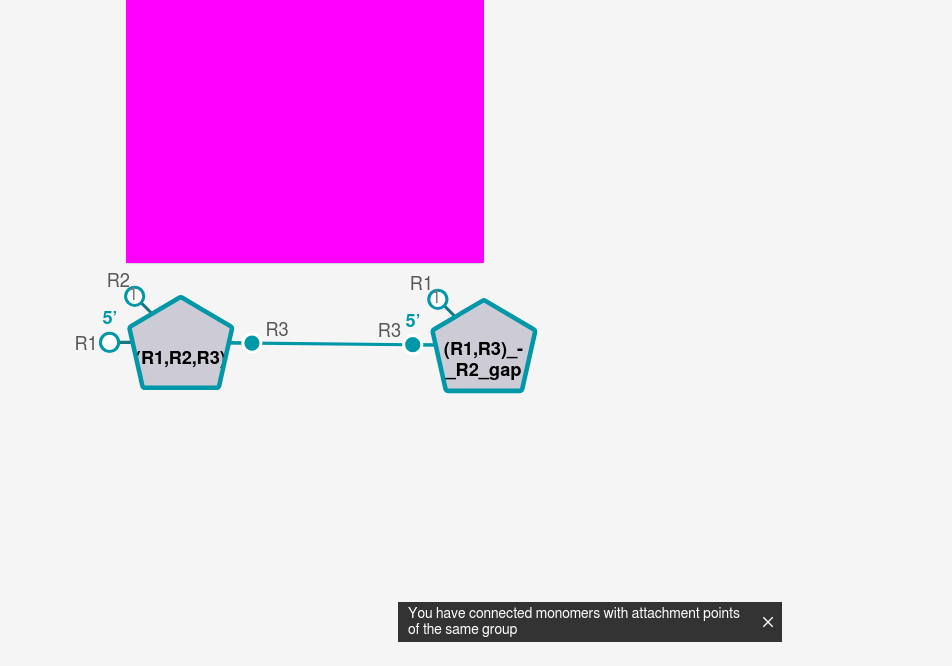 R2
R1
5’
5’
R1
R3
R3
(R1,R2,R3)
(R1,R3)_-
_R2_gap
You have connected monomers with attachment points
of the same group